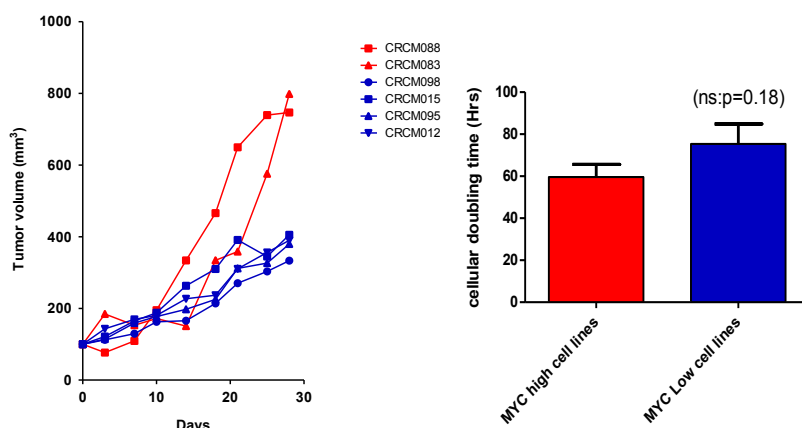 1000
800
600
400
200
0
0
10
20
30
Tumor volume (mm³)
Days
CRCM088
CRCM083
CRCM098
CRCM015
CRCM095
CRCM012
(ns:p=0.18)
100
80
60
40
20
0
cellular doubling time (Hrs)
MYC high cell lines
MYC Low cell lines